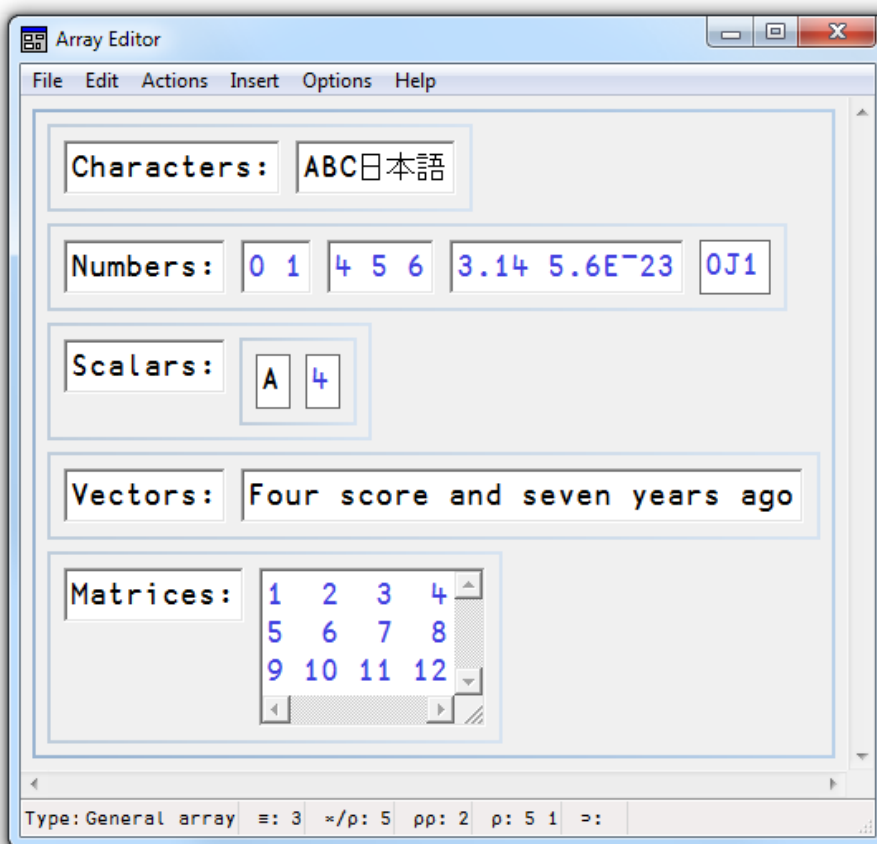 Array Editor
File Edit Actions Insert Options Help
Characters: ABC日本語
Numbers: 0 1 4 5 6 3.14 5.6E¯23 0J1
Scalars: A 4
Vectors: Four score and seven years ago
Matrices: 1 2 3 4
5 6 7 8
9 10 11 12
Type: General array ≡: 3 ×/⍴: 5 ⍴⍴: 2 ⍴: 5 1 ⊃: